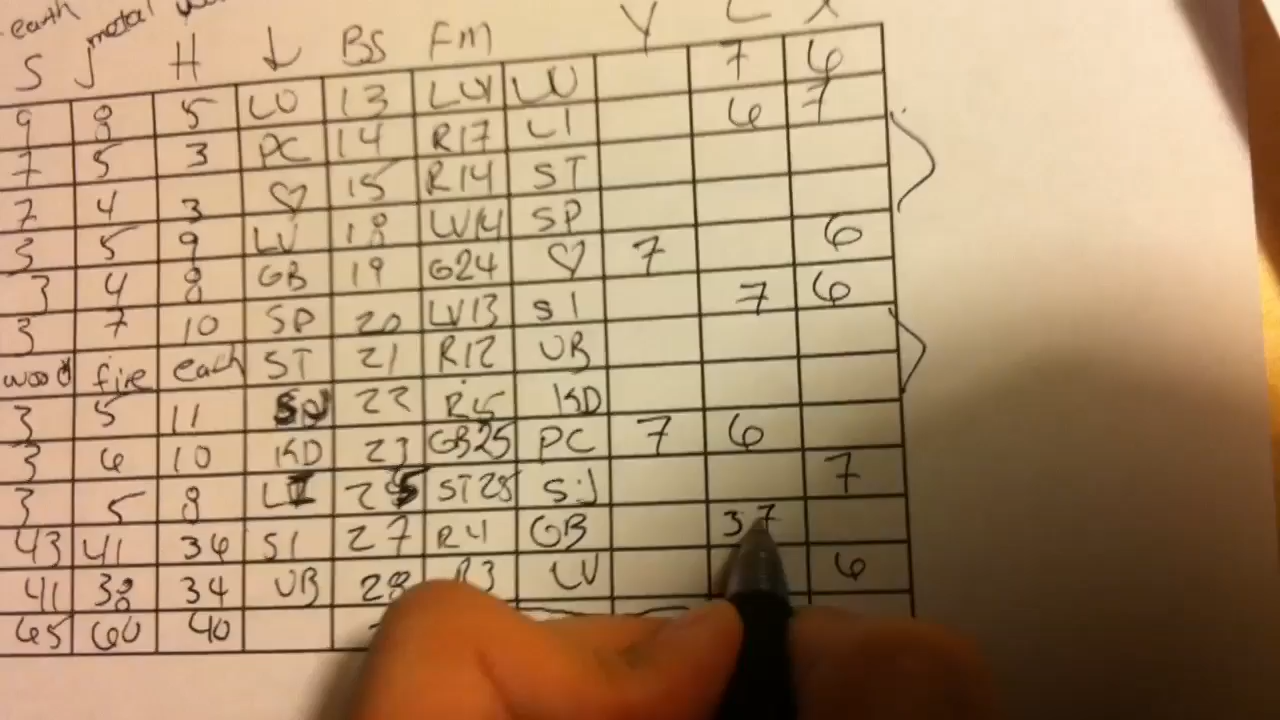 earth metal
S J H ↓ BS Fm Y L X
9 8 5 LU 13 LU4 LU 7 6
7 5 3 PC 14 R17 LI 6 7
7 4 3 ♡ 15 R14 ST
3 5 9 LV 18 LV14 SP 6
3 4 8 GB 19 G24 ♡ 7
3 7 10 SP 20 LV13 SI 7 6
wood fire each ST 21 R12 UB
3 5 11 22 R15 KD
3 6 10 KD 23 GB25 PC 7 6
3 5 8 LI 25 ST28 SJ 7
43 41 36 SI 27 R4 GB 37
41 38 34 UB 28 R3 LV 6
65 60 40